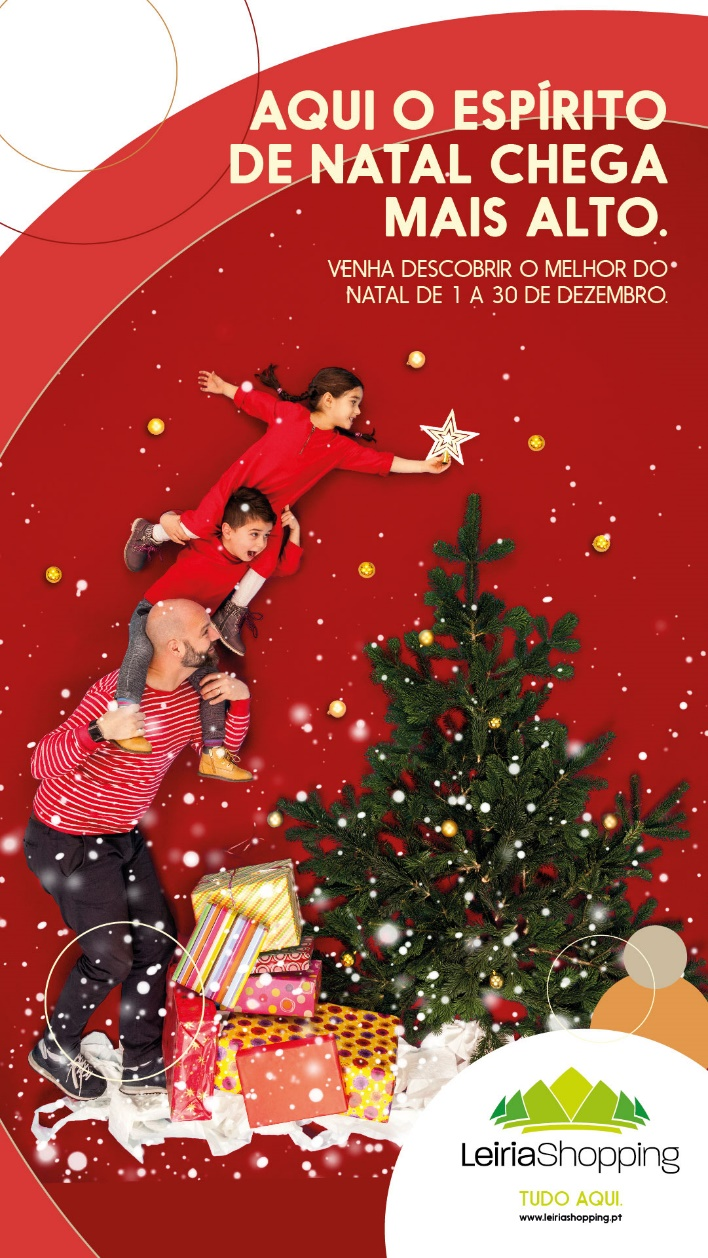 AQUI O ESPÍRITO
DE NATAL CHEGA
MAIS ALTO.
VENHA DESCOBRIR O MELHOR DO
NATAL DE 1 A 30 DE DEZEMBRO.
LeiriaShopping
TUDO AQUI.
www.leiriashopping.pt